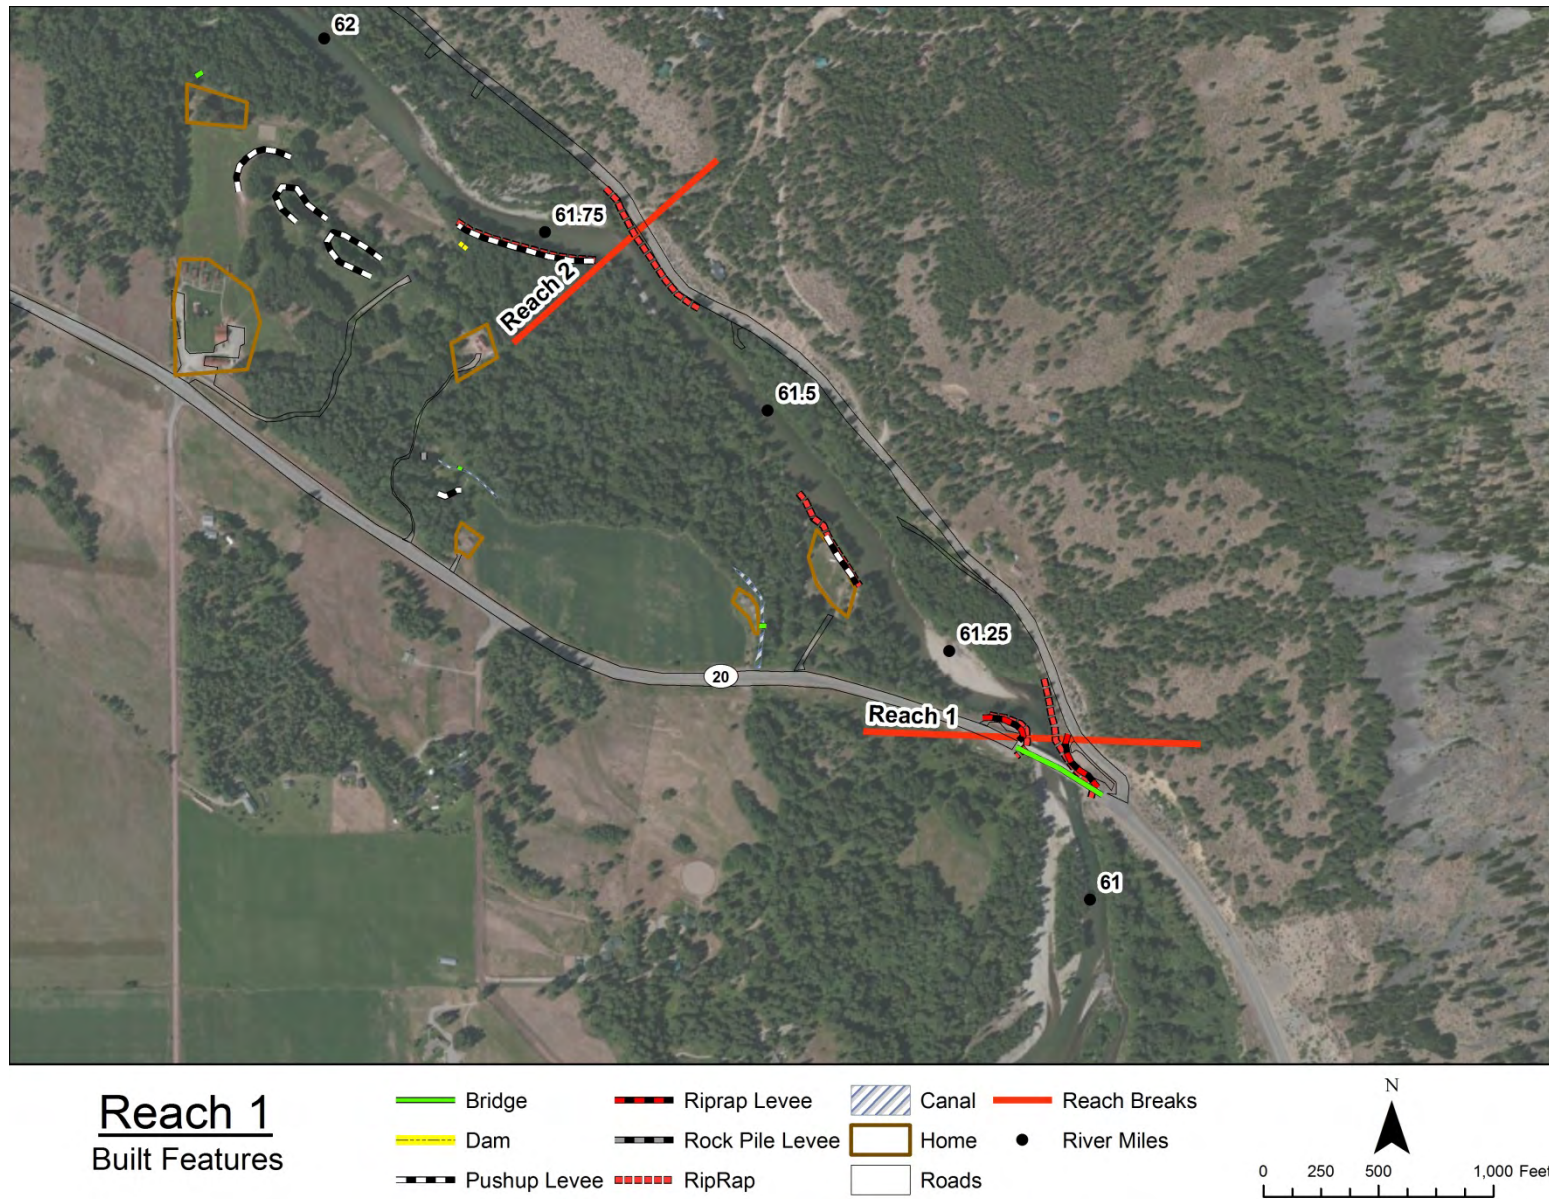 62
61.75
Reach 2
61.5
61.25
20
Reach 1
61
Reach 1
Built Features
Bridge
Dam
Pushup Levee
Riprap Levee
Rock Pile Levee
RipRap
Canal
Home
Roads
Reach Breaks
River Miles
N
0 250 500 1,000 Feet